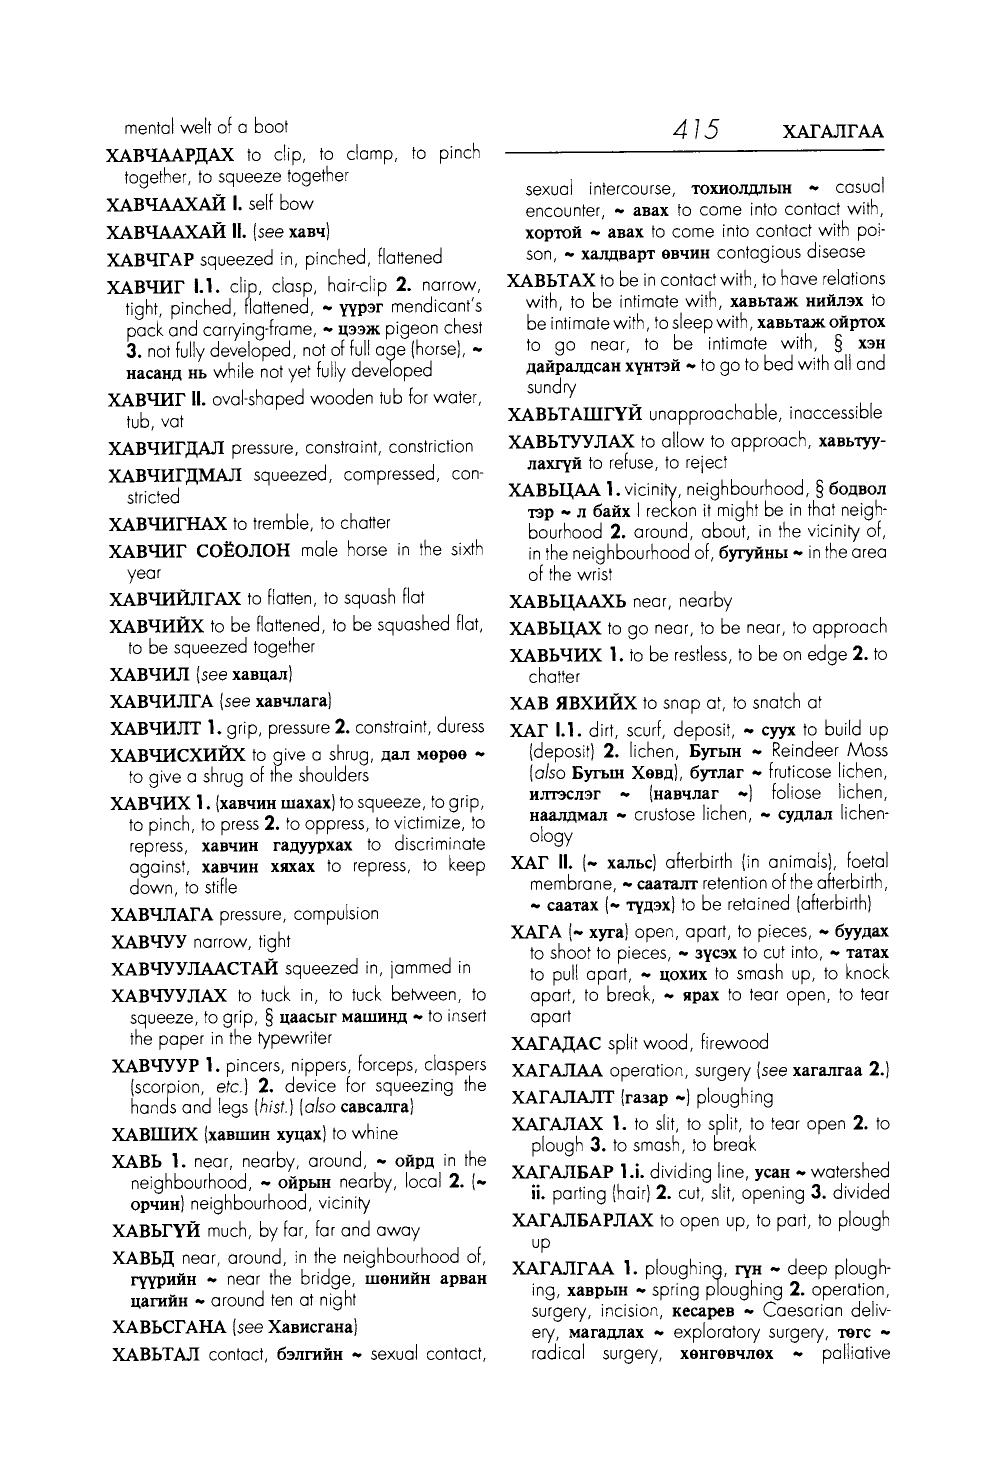 mental welt of a boot
ХАВЧААРДАХ to clip, to clamp, to pinch
together, to squeeze together
ХАВЧААХАЙ I. self bow
ХАВЧААХАЙ II. (see хавч)
ХАВЧГАР squeezed in, pinched, flattened
ХАВЧИГ I.1. clip, clasp, hair-clip 2. narrow,
tight, pinched, flattened, ~ үүрэг mendicant's
pack and carrying-frame, ~ цээж pigeon chest
3. not fully developed, not of full age (horse), ~
насанд нь while not yet fully developed
ХАВЧИГ II. oval-shaped wooden tub for water,
tub, vat
ХАВЧИГДАЛ pressure, constraint, constriction
ХАВЧИГДМАЛ squeezed, compressed, con-
stricted
ХАВЧИГНАХ to tremble, to chatter
ХАВЧИГ СОЁОЛОН male horse in the sixth
year
ХАВЧИЙЛГАХ to flatten, to squash flat
ХАВЧИЙХ to be flattened, to be squashed flat,
to be squeezed together
ХАВЧИЛ (see хавцал)
ХАВЧИЛГА (see хавчлага)
ХАВЧИЛТ 1. grip, pressure 2. constraint, duress
ХАВЧИСХИЙХ to give a shrug, дал мөрөө ~
to give a shrug of the shoulders
ХАВЧИХ 1. (хавчин шахах) to squeeze, to grip,
to pinch, to press 2. to oppress, to victimize, to
repress, хавчин гадуурхах to discriminate
against, хавчин хяхах to repress, to keep
down, to stifle
ХАВЧЛАГА pressure, compulsion
ХАВЧУУ narrow, tight
ХАВЧУУЛААСТАЙ squeezed in, jammed in
ХАВЧУУЛАХ to tuck in, to tuck between, to
squeeze, to grip, § цаасыг машинд ~ to insert
the paper in the typewriter
ХАВЧУУР 1. pincers, nippers, forceps, claspers
(scorpion, etc.) 2. device for squeezing the
hands and legs (hist.) (also савсалга)
ХАВШИХ (хавшин хуцах) to whine
ХАВЬ 1. near, nearby, around, ~ ойрд in the
neighbourhood, ~ ойрын nearby, local 2. (~
орчин) neighbourhood, vicinity
ХАВЬГҮЙ much, by far, far and away
ХАВЬД near, around, in the neighbourhood of,
гүүрийн ~ near the bridge, шөнийн арван
цагийн ~ around ten at night
ХАВЬСГАНА (see Хависгана)
ХАВЬТАЛ contact, бэлгийн ~ sexual contact,
415 ХАГАЛГАА
sexual intercourse, тохиолдлын ~ casual
encounter, ~ авах to come into contact with,
хортой ~ авах to come into contact with poi-
son, ~ халдварт өвчин contagious disease
ХАВЬТАХ to be in contact with, to have relations
with, to be intimate with, хавьтаж нийлэх to
be intimate with, to sleep with, хавьтаж ойртох
to go near, to be intimate with, § хэн
дайралдсан хүнтэй ~ to go to bed with all and
sundry
ХАВЬТАШГҮЙ unapproachable, inaccessible
ХАВЬТУУЛАХ to allow to approach, хавьтуу-
лахгүй to refuse, to reject
ХАВЬЦАА 1. vicinity, neighbourhood, § бодвол
тэр ~ л байх I reckon it might be in that neigh-
bourhood 2. around, about, in the vicinity of,
in the neighbourhood of, бугуйны ~ in the area
of the wrist
ХАВЬЦААХЬ near, nearby
ХАВЬЦАХ to go near, to be near, to approach
ХАВЬЧИХ 1. to be restless, to be on edge 2. to
chatter
ХАВ ЯВХИЙХ to snap at, to snatch at
ХАГ I.1. dirt, scurf, deposit, ~ суух to build up
(deposit) 2. lichen, Бугын ~ Reindeer Moss
(also Бугын Хөвд), бутлаг ~ fruticose lichen,
илтэслэг ~ (навчлаг ~) foliose lichen,
наалдмал ~ crustose lichen, ~ судлал lichen-
ology
ХАГ II. (~ хальс) afterbirth (in animals), foetal
membrane, ~ сааталт retention of the afterbirth,
~ саатах (~ түдэх) to be retained (afterbirth)
ХАГА (~ хуга) open, apart, to pieces, ~ буудах
to shoot to pieces, ~ зүсэх to cut into, ~ татах
to pull apart, ~ цохих to smash up, to knock
apart, to break, ~ ярах to tear open, to tear
apart
ХАГАДАС split wood, firewood
ХАГАЛАА operation, surgery (see хагалгаа 2.)
ХАГАЛАЛТ (газар ~) ploughing
ХАГАЛАХ 1. to slit, to split, to tear open 2. to
plough 3. to smash, to break
ХАГАЛБАР 1.i. dividing line, усан ~ watershed
ii. parting (hair) 2. cut, slit, opening 3. divided
ХАГАЛБАРЛАХ to open up, to part, to plough
up
ХАГАЛГАА 1. ploughing, гүн ~ deep plough-
ing, хаврын ~ spring ploughing 2. operation,
surgery, incision, кесарев ~ Caesarian deliv-
ery, магадлах ~ exploratory surgery, төгс ~
radical surgery, хөнгөвчлөх ~ palliative